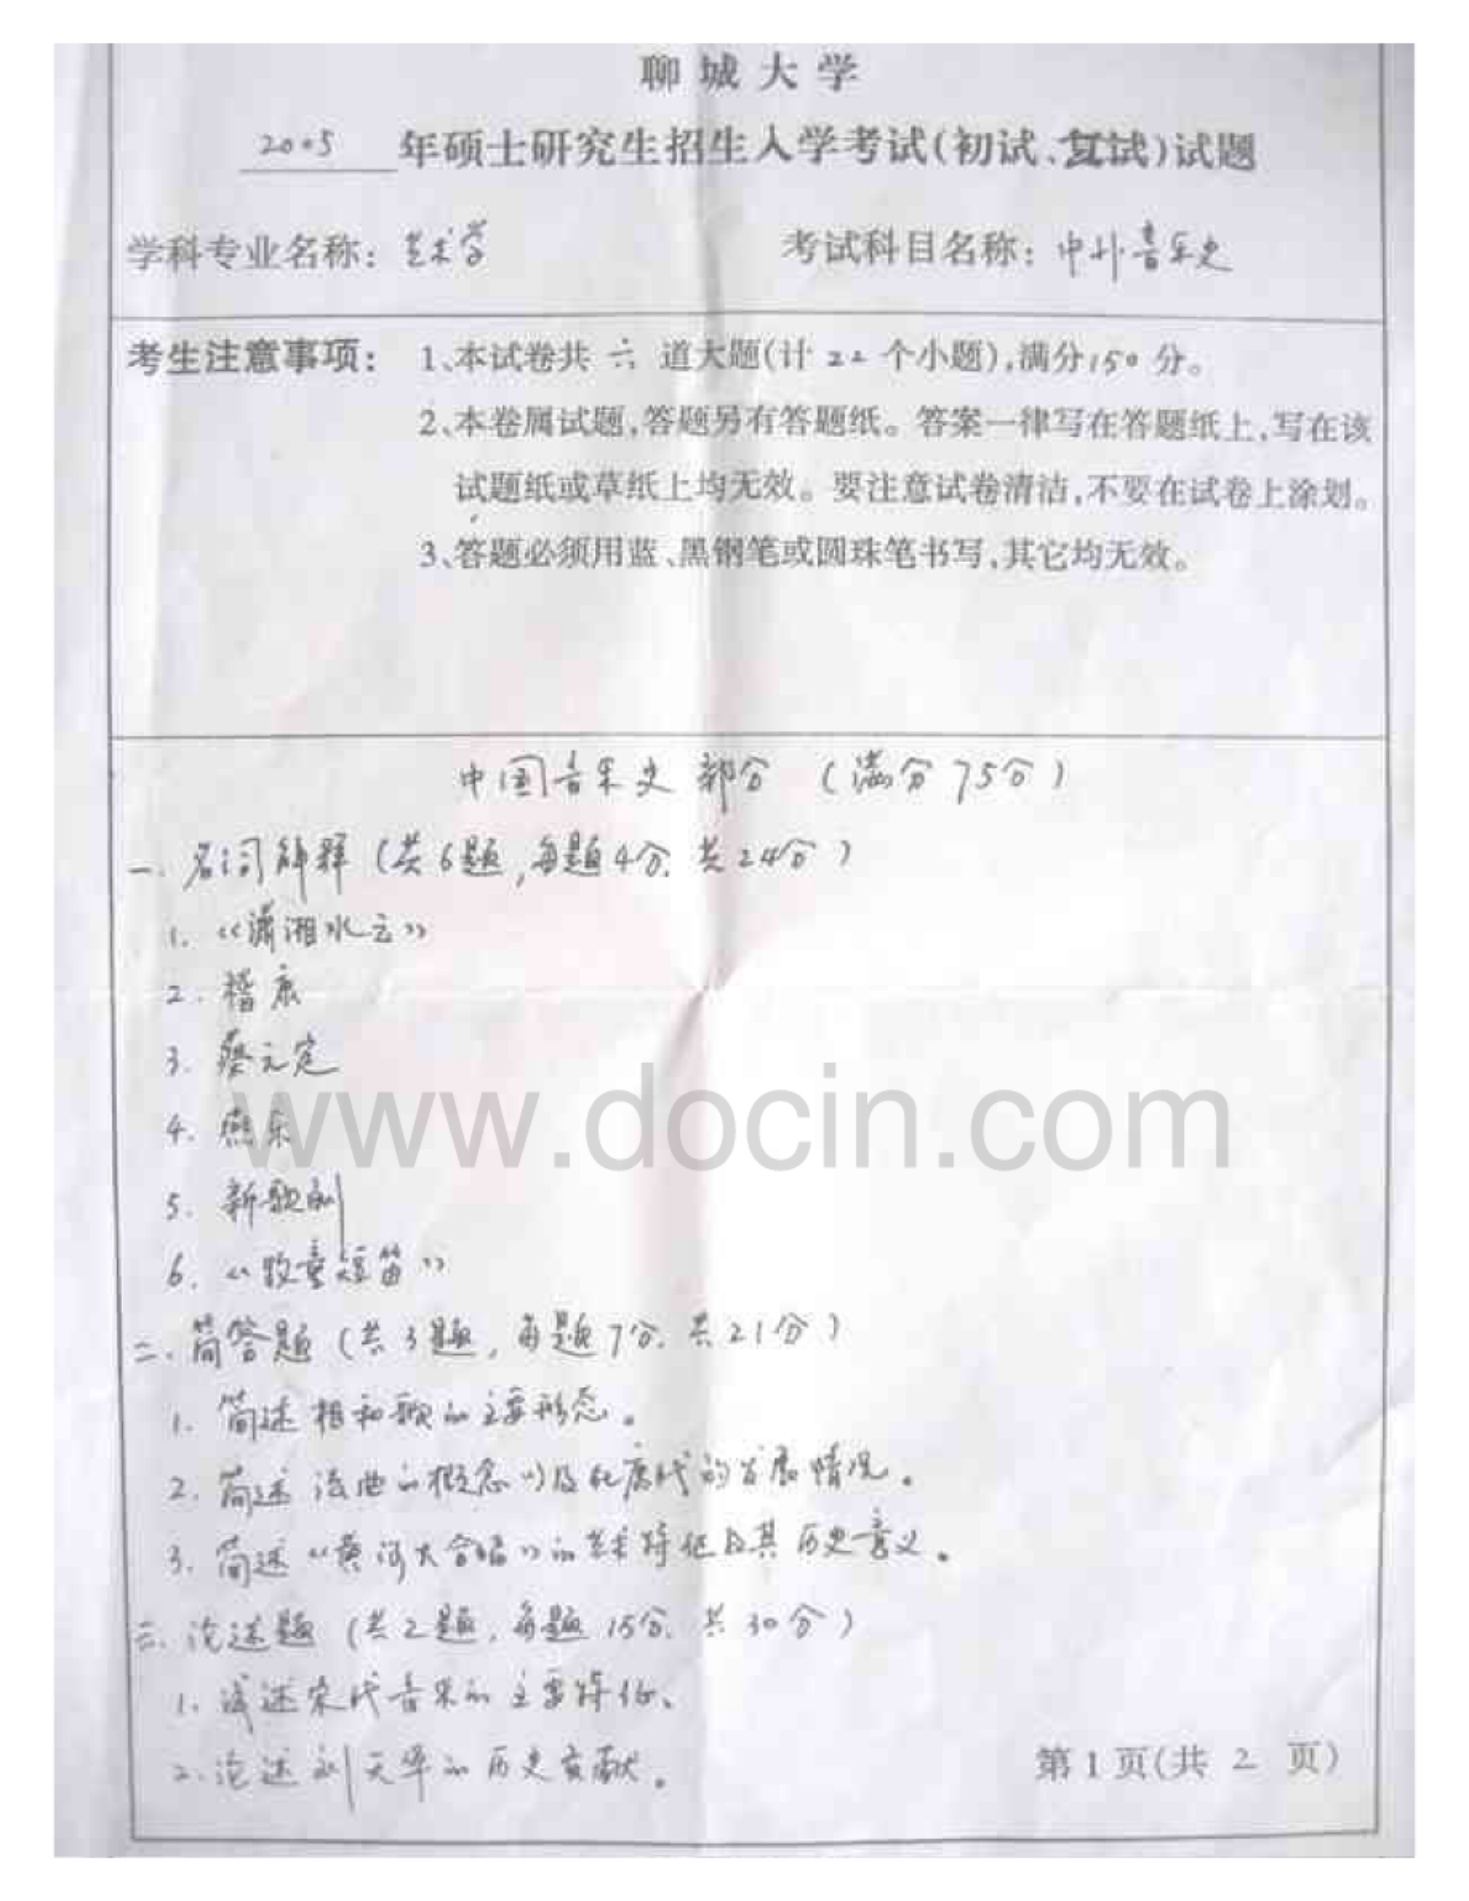 聊城大学
2005 年硕士研究生招生入学考试(初试、复试)试题
学科专业名称: 艺术学 考试科目名称: 中外音乐史
考生注意事项: 1、本试卷共 六 道大题(计 22 个小题),满分150 分。
2、本卷属试题,答题另有答题纸。答案一律写在答题纸上,写在该
试题纸或草纸上均无效。要注意试卷清洁,不要在试卷上涂划。
3、答题必须用蓝、黑钢笔或圆珠笔书写,其它均无效。
中国音乐史 部分 (满分75分)
一. 名词解释 (共6题,每题4分. 共24分)
1. 《潇湘水云》
2. 嵇康
3. 蔡元定
www.docin.com
4. 燕乐
5. 新歌剧
6. 《牧童短笛》
二. 简答题 (共3题, 每题7分. 共21分)
1. 简述相和歌的主要形态。
2. 简述法曲的概念以及在唐代的发展情况。
3. 简述《黄河大合唱》的艺术特征及其历史意义。
三. 论述题 (共2题, 每题15分. 共30分)
1. 试述宋代音乐的主要特征、
2. 论述刘天华的历史贡献。
第 1 页(共 2 页)